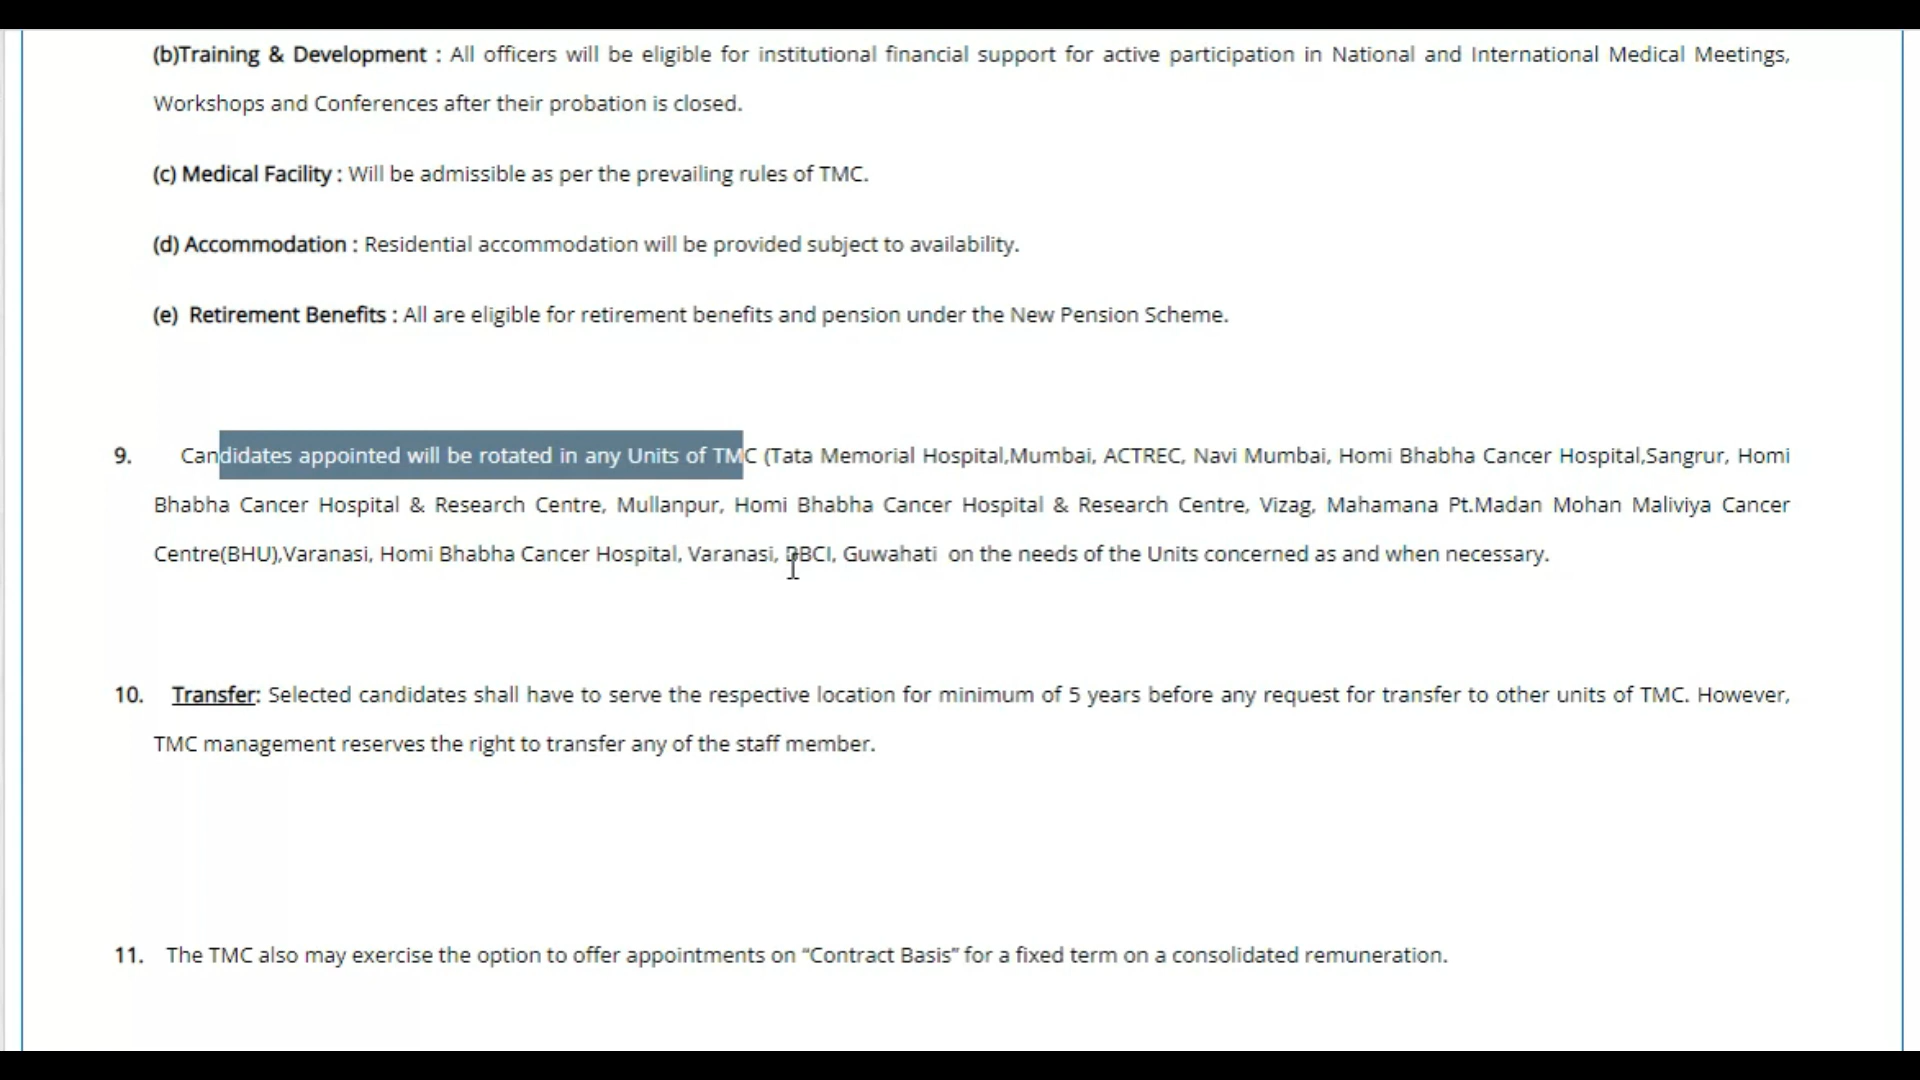 (b)Training & Development : All officers will be eligible for institutional financial support for active participation in National and International Medical Meetings,
Workshops and Conferences after their probation is closed.
(c) Medical Facility : Will be admissible as per the prevailing rules of TMC.
(d) Accommodation : Residential accommodation will be provided subject to availability.
(e) Retirement Benefits : All are eligible for retirement benefits and pension under the New Pension Scheme.
9. Candidates appointed will be rotated in any Units of TMC (Tata Memorial Hospital,Mumbai, ACTREC, Navi Mumbai, Homi Bhabha Cancer Hospital,Sangrur, Homi
Bhabha Cancer Hospital & Research Centre, Mullanpur, Homi Bhabha Cancer Hospital & Research Centre, Vizag, Mahamana Pt.Madan Mohan Maliviya Cancer
Centre(BHU),Varanasi, Homi Bhabha Cancer Hospital, Varanasi, BBCI, Guwahati on the needs of the Units concerned as and when necessary.
10. Transfer: Selected candidates shall have to serve the respective location for minimum of 5 years before any request for transfer to other units of TMC. However,
TMC management reserves the right to transfer any of the staff member.
11. The TMC also may exercise the option to offer appointments on “Contract Basis” for a fixed term on a consolidated remuneration.